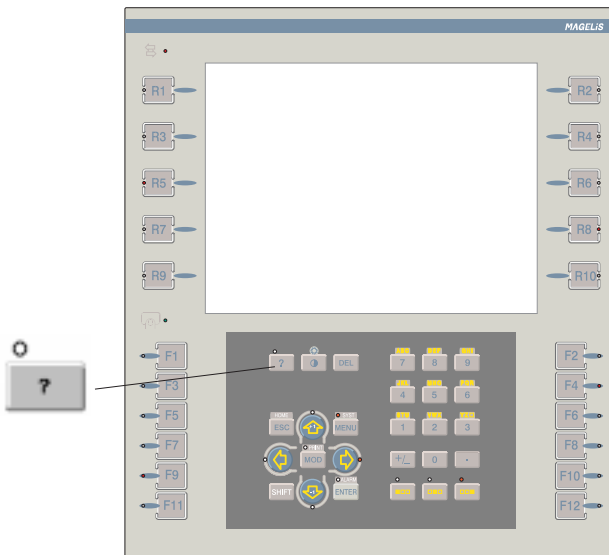 MAGELiS
R1
R2
R3
R4
R5
R6
R7
R8
R9
R10
?
F1
F2
? DEL
7 8 9
F3
F4
4 5 6
F5
F6
HOME
ESC MENU
1 2 3
F7
F8
MOD
+/_ 0 .
F9
F10
SHIFT ENTER
MOD
F11
F12